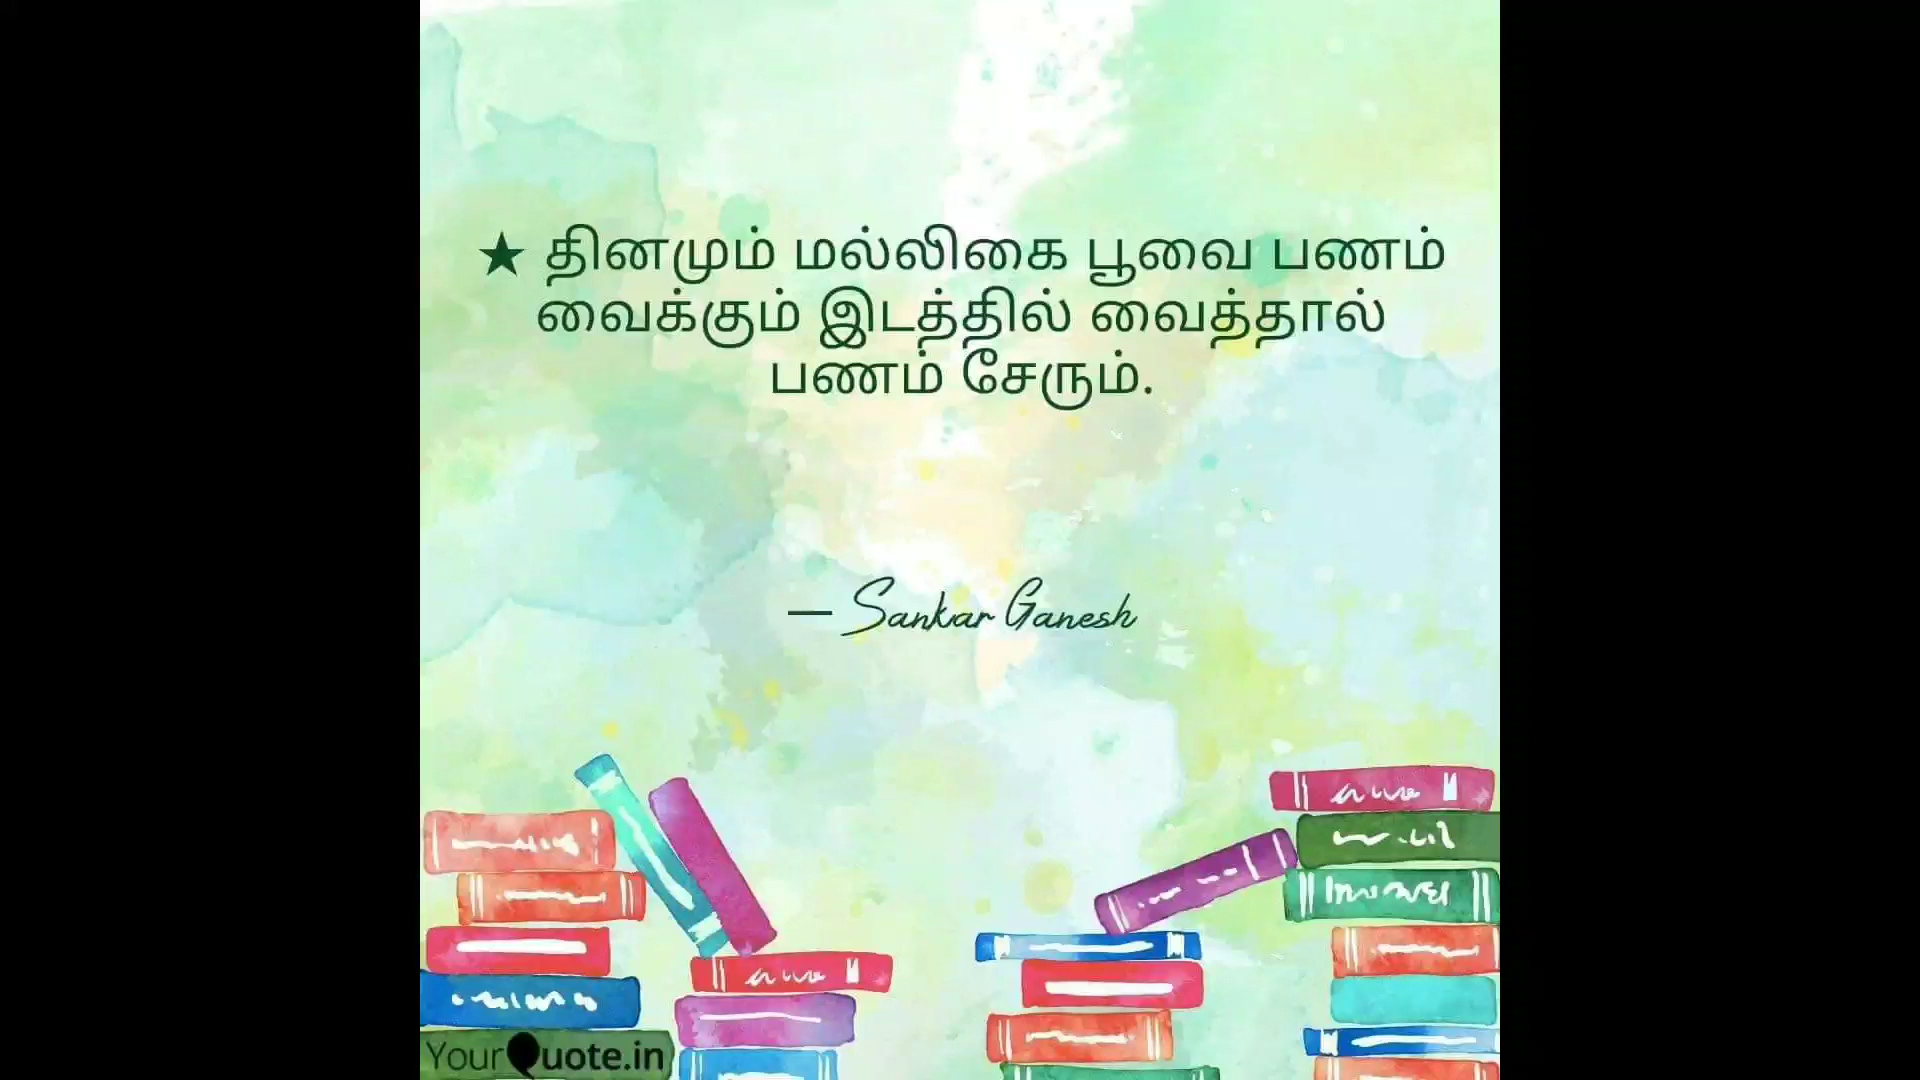 ★ தினமும் மல்லிகை பூவை பணம்
வைக்கும் இடத்தில் வைத்தால்
பணம் சேரும்.
— Sankar Ganesh
YourQuote.in